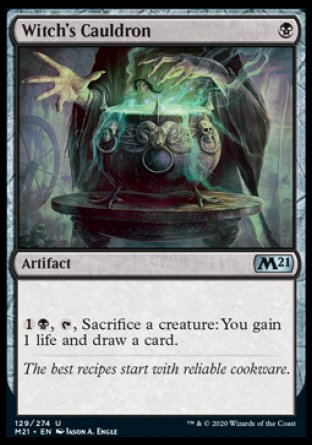 Witch's Cauldron
Artifact
M21
1, , Sacrifice a creature: You gain
1 life and draw a card.
The best recipes start with reliable cookware.
129/274 U
M21 • EN Jason A. Engle
™ & © 2020 Wizards of the Coast